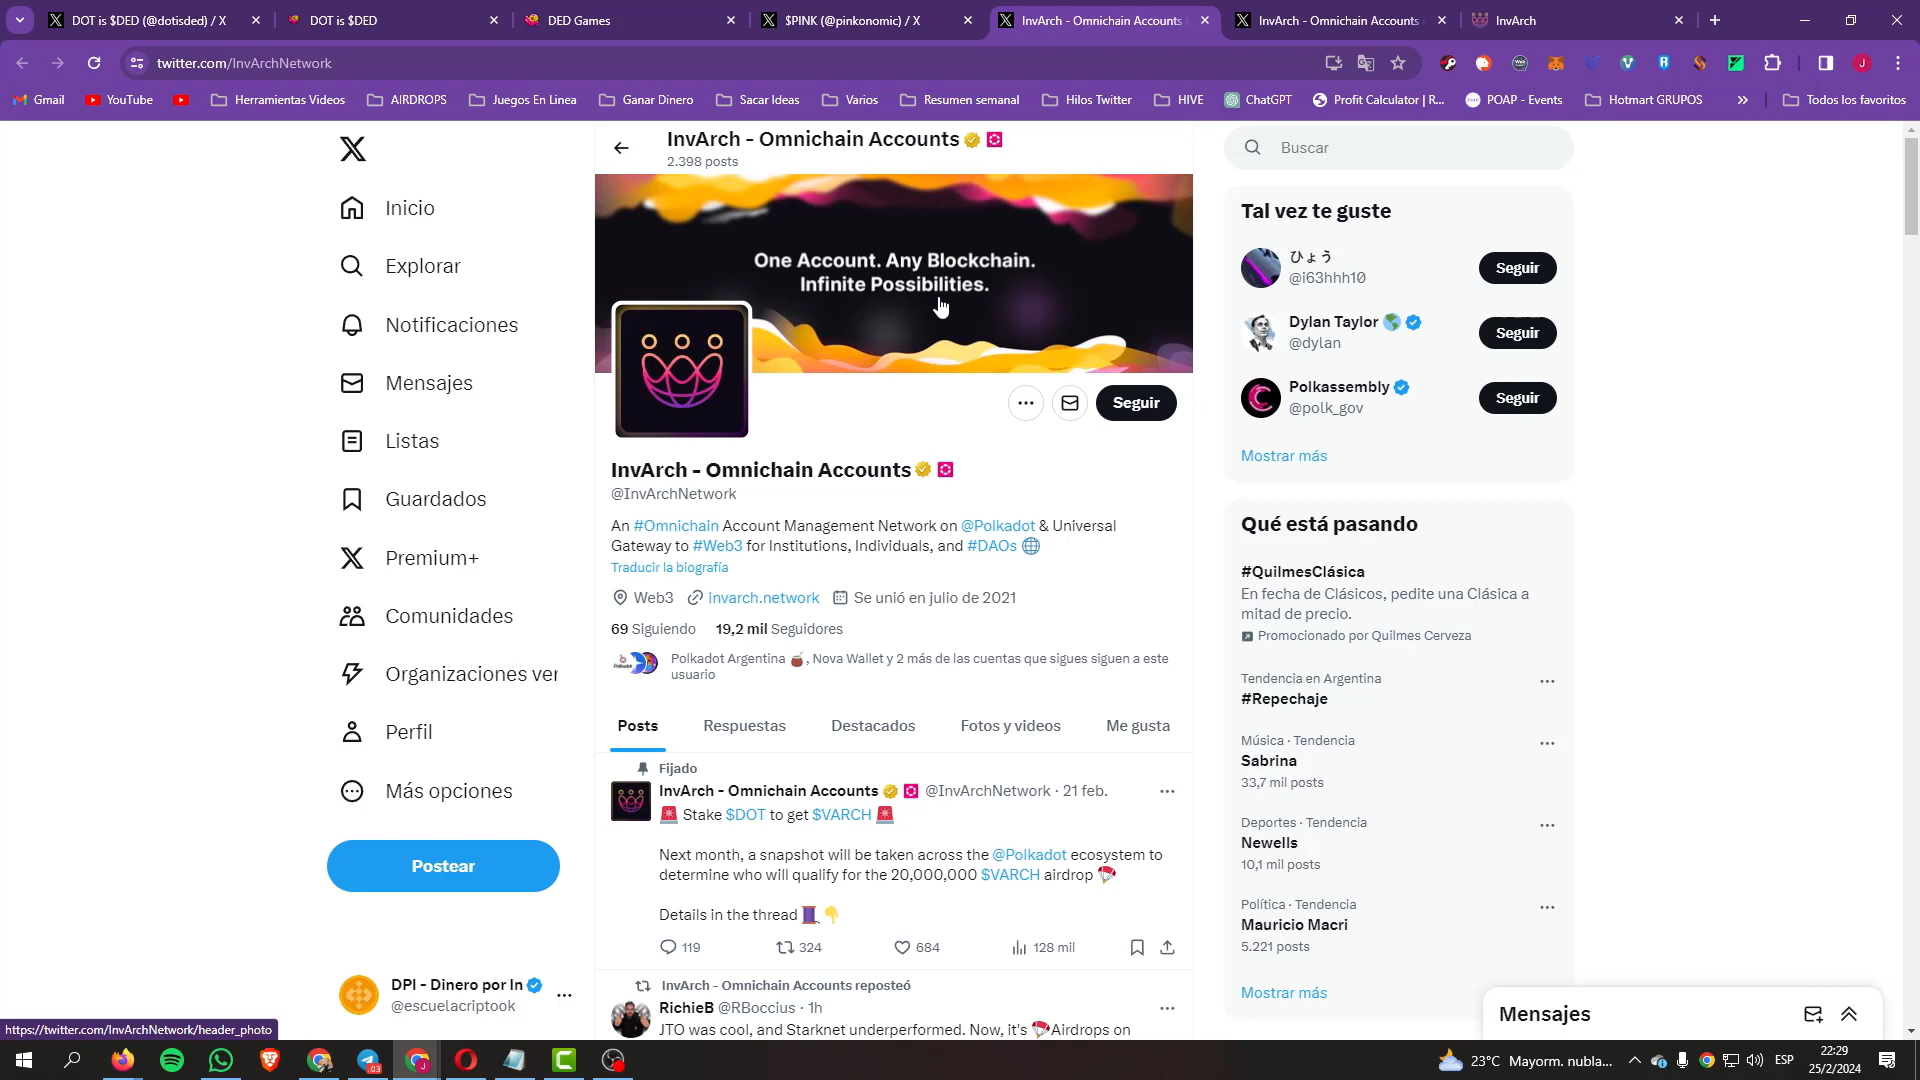 DOT is $DED (@dotisded) / X
DOT is $DED
DED Games
$PINK (@pinkonomic) / X
InvArch - Omnichain Accounts
InvArch - Omnichain Accounts
InvArch
twitter.com/InvArchNetwork
Gmail
YouTube
Herramientas Videos
AIRDROPS
Juegos En Linea
Ganar Dinero
Sacar Ideas
Varios
Resumen semanal
Hilos Twitter
HIVE
ChatGPT
Profit Calculator | R...
POAP - Events
Hotmart GRUPOS
Todos los favoritos
Inicio
Explorar
Notificaciones
Mensajes
Listas
Guardados
Premium+
Comunidades
Organizaciones ver
Perfil
Más opciones
Postear
DPI - Dinero por In
@escuelacriptook
InvArch - Omnichain Accounts
2.398 posts
One Account. Any Blockchain.
Infinite Possibilities.
Seguir
InvArch - Omnichain Accounts
@InvArchNetwork
An #Omnichain Account Management Network on @Polkadot & Universal
Gateway to #Web3 for Institutions, Individuals, and #DAOs 🌐
Traducir la biografía
Web3 invarch.network Se unió en julio de 2021
69 Siguiendo 19,2 mil Seguidores
Polkadot Argentina 🧉, Nova Wallet y 2 más de las cuentas que sigues siguen a este
usuario
Posts Respuestas Destacados Fotos y videos Me gusta
Fijado
InvArch - Omnichain Accounts @InvArchNetwork · 21 feb.
🚨 Stake $DOT to get $VARCH 🚨
Next month, a snapshot will be taken across the @Polkadot ecosystem to
determine who will qualify for the 20,000,000 $VARCH airdrop 🪂
Details in the thread 🧵👇
119 324 684 128 mil
InvArch - Omnichain Accounts reposteó
RichieB @RBoccius · 1h
JTO was cool, and Starknet underperformed. Now, it's 🪂Airdrops on
Buscar
Tal vez te guste
ひょう
@i63hhh10
Seguir
Dylan Taylor 🌎
@dylan
Seguir
Polkassembly
@polk_gov
Seguir
Mostrar más
Qué está pasando
#QuilmesClásica
En fecha de Clásicos, pedite una Clásica a
mitad de precio.
Promocionado por Quilmes Cerveza
Tendencia en Argentina
#Repechaje
Música · Tendencia
Sabrina
33,7 mil posts
Deportes · Tendencia
Newells
10,1 mil posts
Política · Tendencia
Mauricio Macri
5.221 posts
Mostrar más
Mensajes
https://twitter.com/InvArchNetwork/header_photo
23°C Mayorm. nubla...
ESP
22:29
25/2/2024